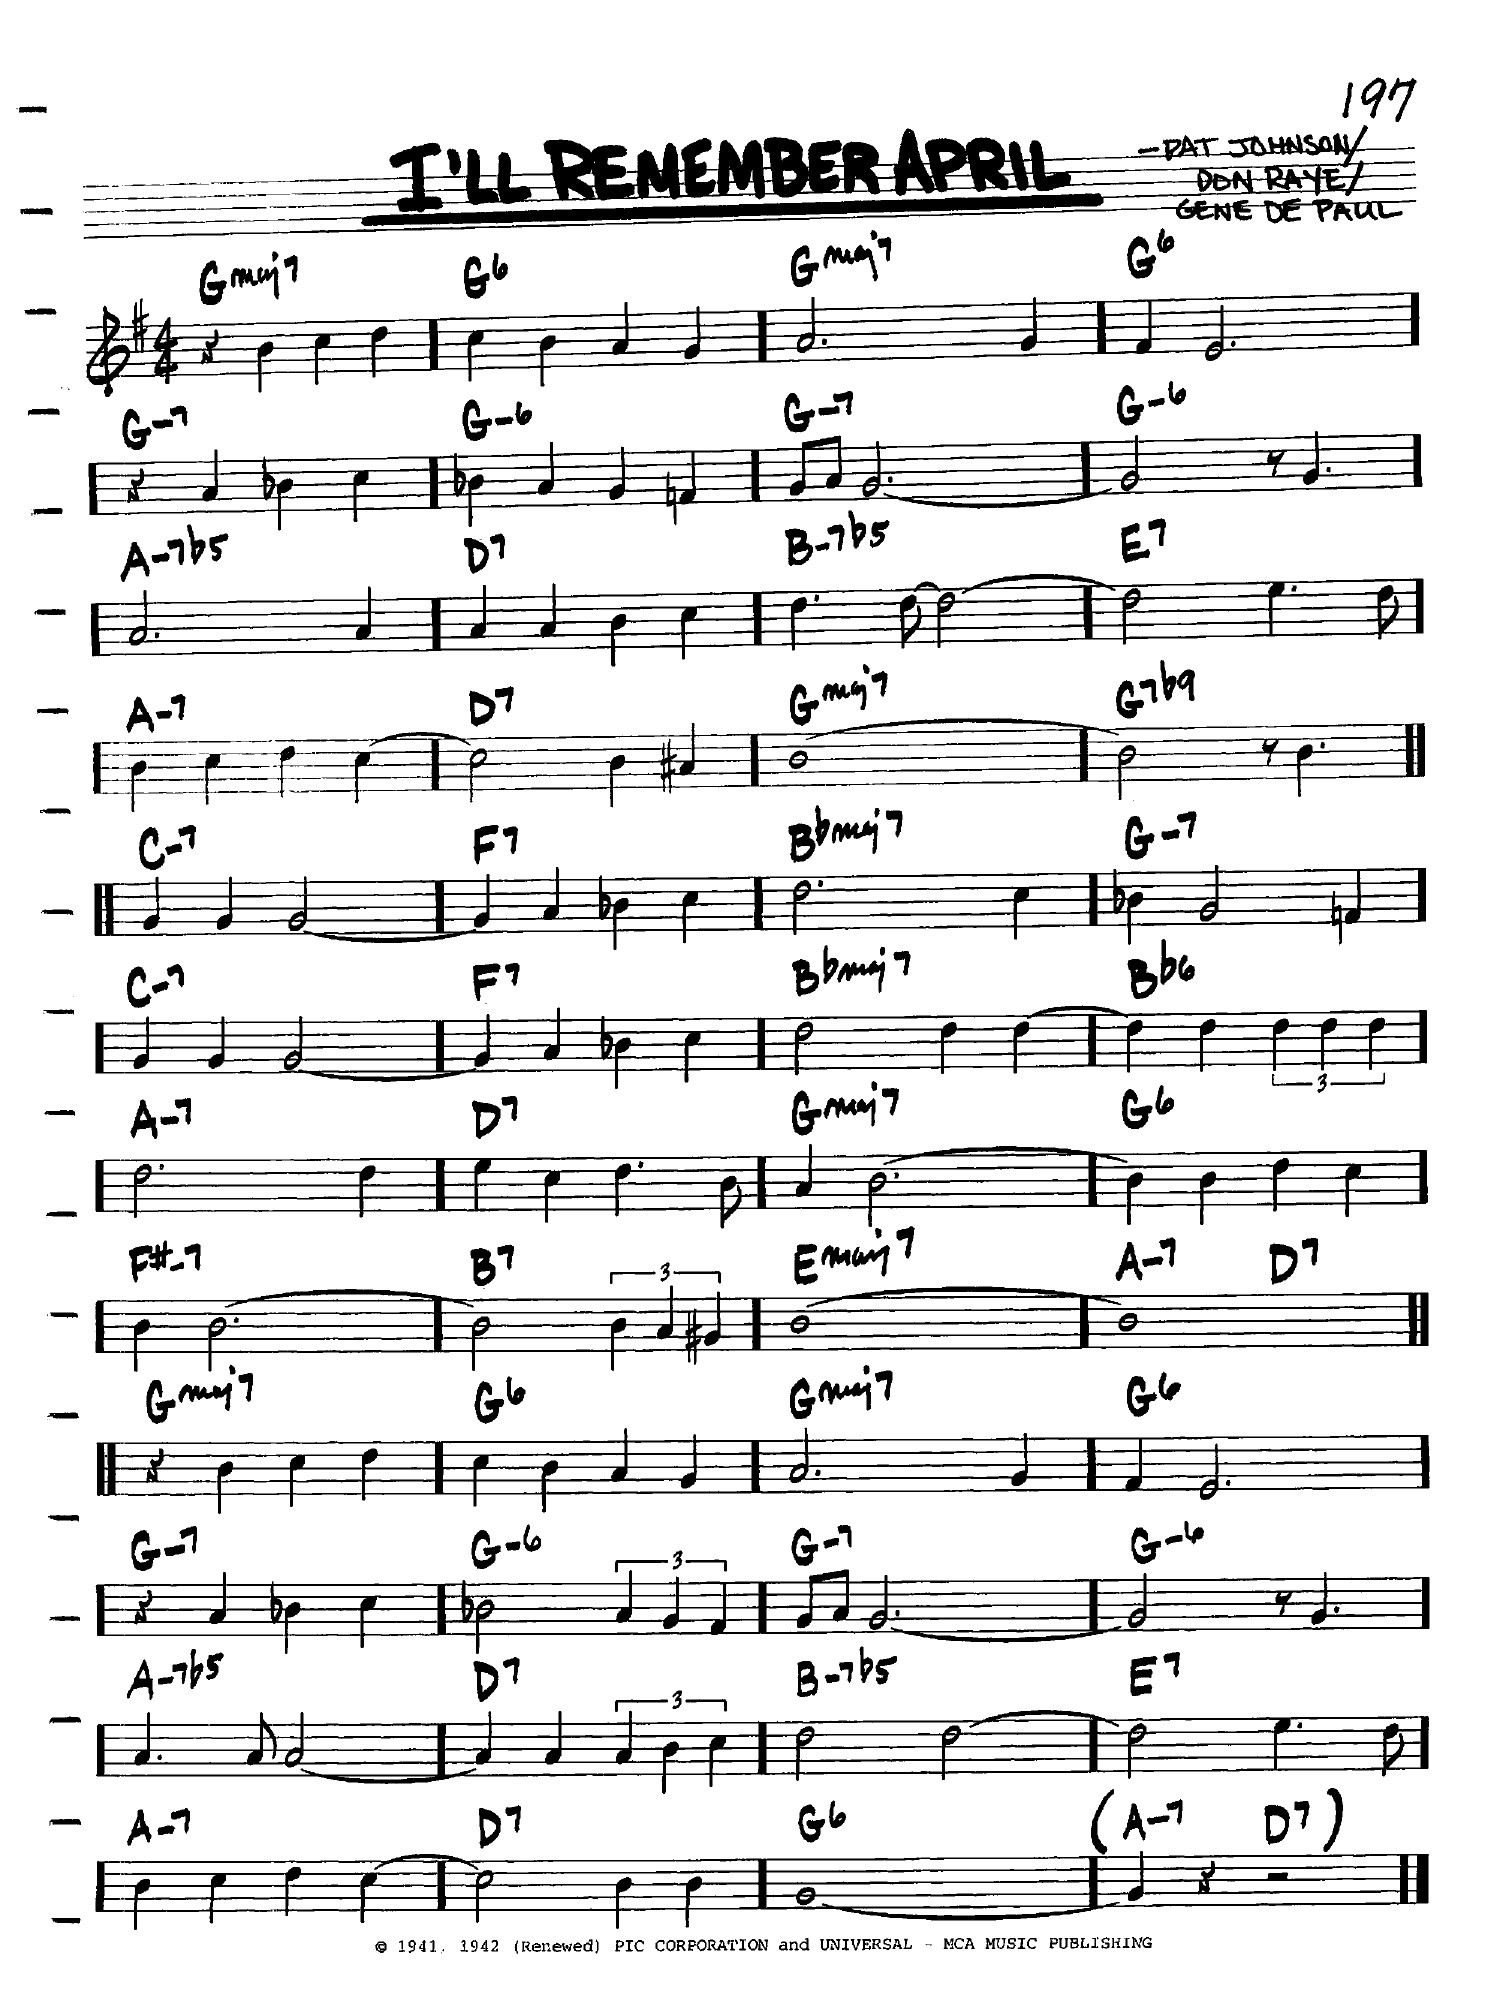 197
I'LL REMEMBER APRIL
-PAT JOHNSON/
DON RAYE/
GENE DE PAUL
Gmaj7 G6 Gmaj7 G6
4
4
G-7 G-6 G-7 G-6
A-7b5 D7 B-7b5 E7
A-7 D7 Gmaj7 G7b9
C-7 F7 Bbmaj7 G-7
C-7 F7 Bbmaj7 Bb6
3
A-7 D7 Gmaj7 G6
F#-7 B7 Emaj7 A-7 D7
3
Gmaj7 G6 Gmaj7 G6
G-7 G-6 G-7 G-6
3
A-7b5 D7 B-7b5 E7
3
A-7 D7 G6 (A-7 D7)
© 1941, 1942 (Renewed) PIC CORPORATION and UNIVERSAL - MCA MUSIC PUBLISHING